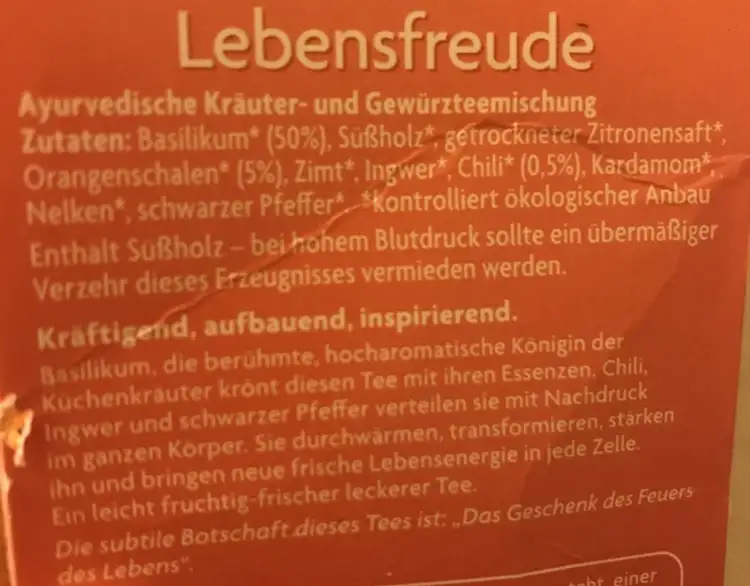 Lebensfreude
Ayurvedische Kräuter- und Gewürzteemischung
Zutaten: Basilikum* (50%), Süßholz*, getrockneter Zitronensaft*,
Orangenschalen* (5%), Zimt*, Ingwer*, Chili* (0,5%), Kardamom*,
Nelken*, schwarzer Pfeffer* *Kontrolliert ökologischer Anbau
Enthält Süßholz – bei hohem Blutdruck sollte ein übermäßiger
Verzehr dieses Erzeugnisses vermieden werden.
Kräftigend, aufbauend, inspirierend.
Basilikum, die berühmte, hocharomatische Königin der
Küchenkräuter krönt diesen Tee mit ihren Essenzen. Chili,
Ingwer und schwarzer Pfeffer verteilen sie mit Nachdruck
im ganzen Körper. Sie durchwärmen, transformieren, stärken
ihn und bringen neue frische Lebensenergie in jede Zelle.
Ein leicht fruchtig-frischer leckerer Tee.
Die subtile Botschaft dieses Tees ist: „Das Geschenk des Feuers
des Lebens“.
einer